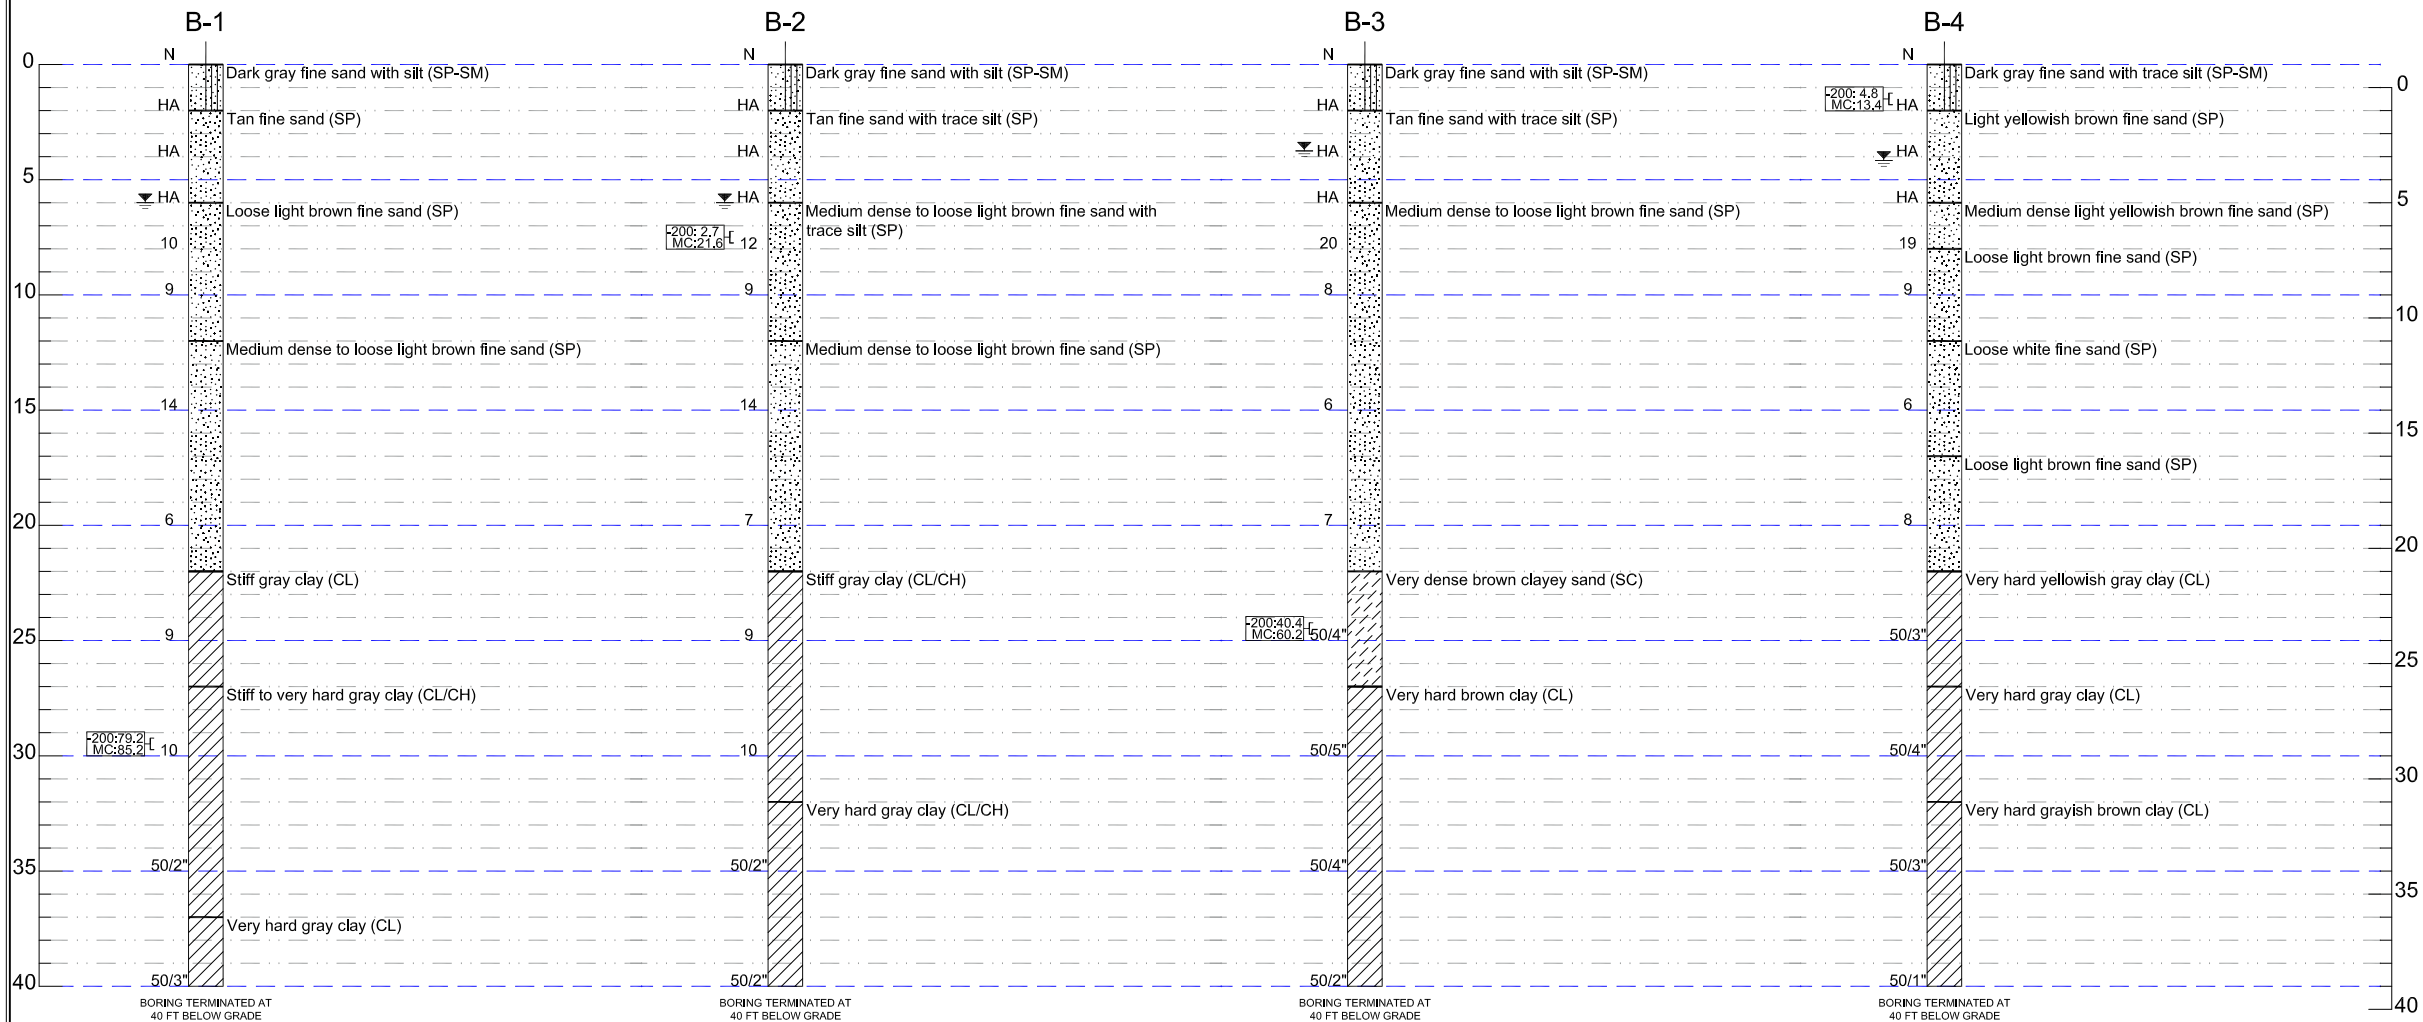 B-1 B-2 B-3 B-4
N N N N
0 Dark gray fine sand with silt (SP-SM) Dark gray fine sand with silt (SP-SM) Dark gray fine sand with silt (SP-SM) Dark gray fine sand with trace silt (SP-SM)
0
-200: 4.8
HA HA HA MC:13.4 HA
Tan fine sand (SP) Tan fine sand with trace silt (SP) Tan fine sand with trace silt (SP) Light yellowish brown fine sand (SP)
HA HA HA HA
5
HA HA HA HA 5
Loose light brown fine sand (SP) Medium dense to loose light brown fine sand with Medium dense to loose light brown fine sand (SP) Medium dense light yellowish brown fine sand (SP)
-200: 2.7 trace silt (SP)
10 MC:21.6 12 20 19
Loose light brown fine sand (SP)
10 9 9 8 9
10
Medium dense to loose light brown fine sand (SP) Medium dense to loose light brown fine sand (SP) Loose white fine sand (SP)
15 14 14 6 6
15
Loose light brown fine sand (SP)
20 6 7 7 8
20
Stiff gray clay (CL) Stiff gray clay (CL/CH) Very dense brown clayey sand (SC) Very hard yellowish gray clay (CL)
-200:40.4
25 9 9 MC:60.2 50/4" 50/3"
25
Stiff to very hard gray clay (CL/CH) Very hard brown clay (CL) Very hard gray clay (CL)
-200:79.2
30 MC:85.2 10 10 50/5" 50/4"
30
Very hard gray clay (CL/CH) Very hard grayish brown clay (CL)
35 50/2" 50/2" 50/4" 50/3"
35
Very hard gray clay (CL)
40 50/3" 50/2" 50/2" 50/1"
BORING TERMINATED AT BORING TERMINATED AT BORING TERMINATED AT BORING TERMINATED AT 40
40 FT BELOW GRADE 40 FT BELOW GRADE 40 FT BELOW GRADE 40 FT BELOW GRADE